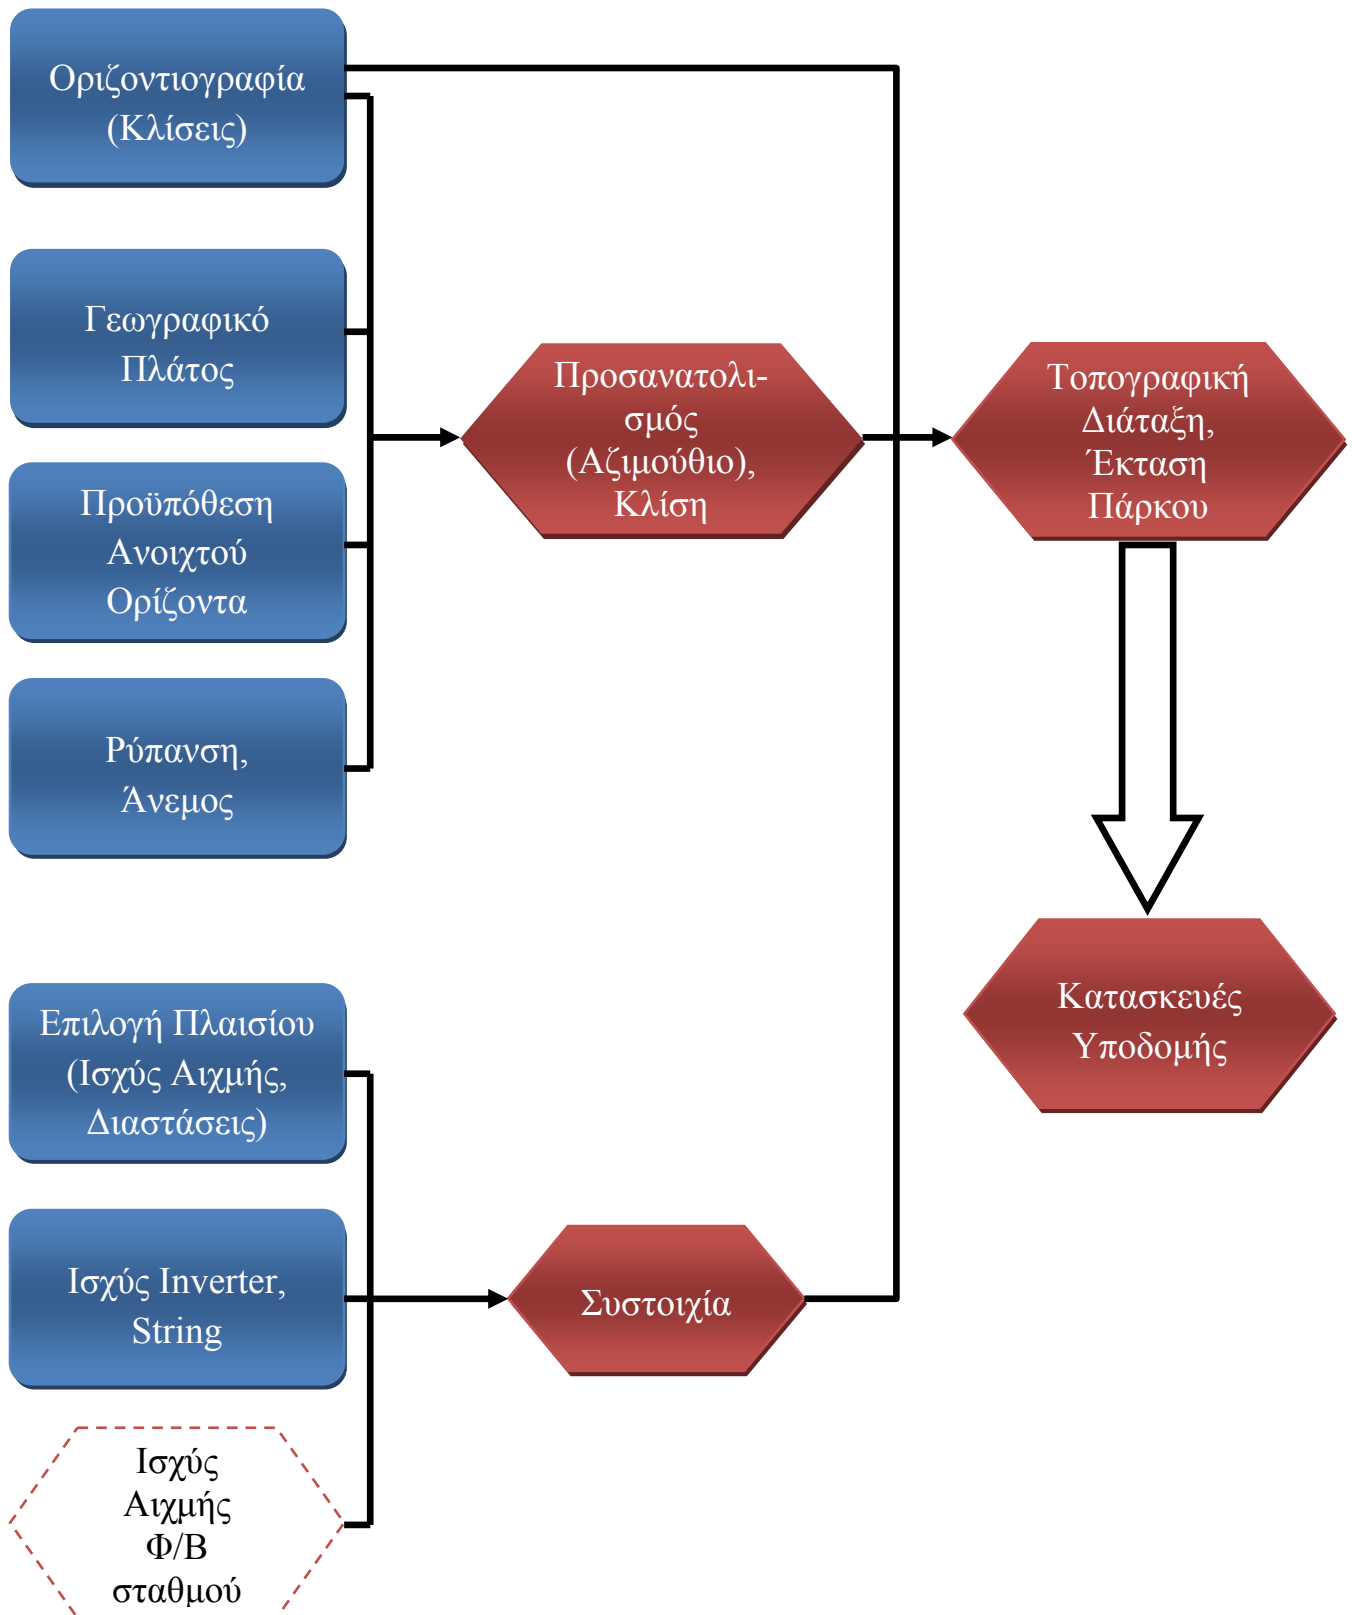 Οριζοντιογραφία
(Κλίσεις)
Γεωγραφικό
Πλάτος
Προϋπόθεση
Ανοιχτού
Ορίζοντα
Ρύπανση,
Άνεμος
Προσανατολι-
σμός
(Αζιμούθιο),
Κλίση
Τοπογραφική
Διάταξη,
Έκταση
Πάρκου
Κατασκευές
Υποδομής
Επιλογή Πλαισίου
(Ισχύς Αιχμής,
Διαστάσεις)
Ισχύς Inverter,
String
Συστοιχία
Ισχύς
Αιχμής
Φ/Β
σταθμού